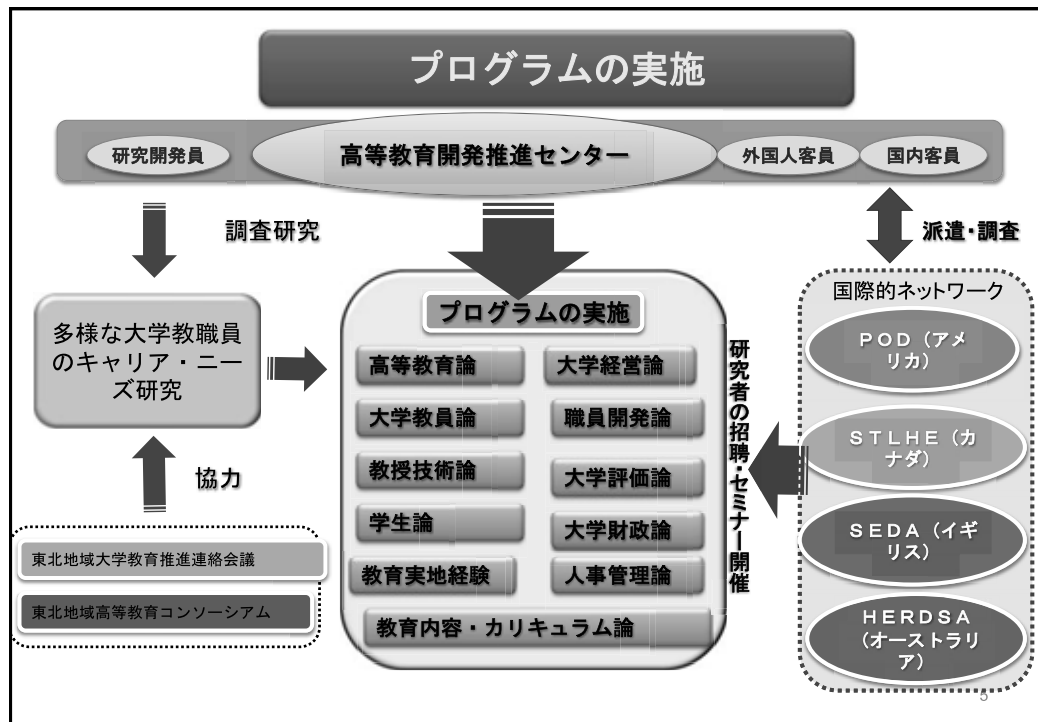 プログラムの実施
研究開発員
高等教育開発推進センター
外国人客員
国内客員
調査研究
派遣・調査
多様な大学教職員
のキャリア・ニー
ズ研究
協力
東北地域大学教育推進連絡会議
東北地域高等教育コンソーシアム
プログラムの実施
高等教育論
大学経営論
大学教員論
職員開発論
教授技術論
大学評価論
学生論
大学財政論
教育実地経験
人事管理論
教育内容・カリキュラム論
研究者の招聘・セミナー開催
国際的ネットワーク
ＰＯＤ（アメ
リカ）
ＳＴＬＨＥ（カ
ナダ）
ＳＥＤＡ（イギ
リス）
ＨＥＲＤＳＡ
（オーストラリ
ア）
5